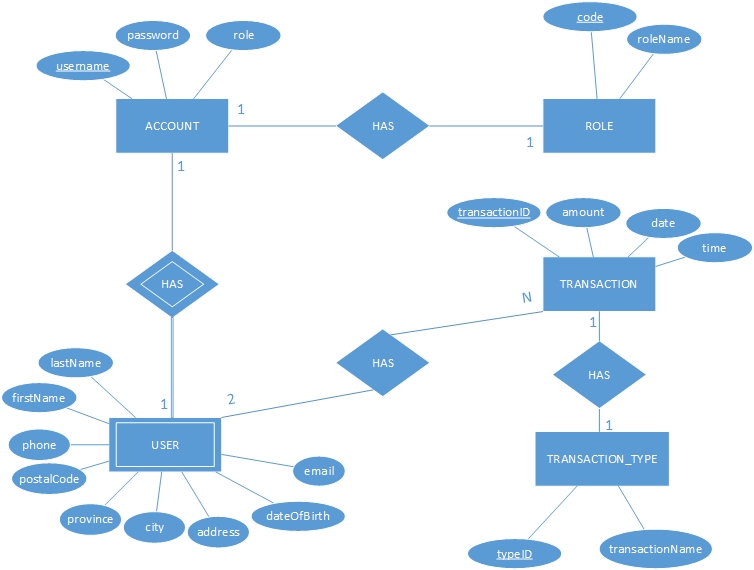 code
password
role
roleName
username
1
ACCOUNT
HAS
ROLE
1
1
transactionID
amount
date
time
HAS
TRANSACTION
N
1
lastName
HAS
HAS
firstName
2
1
1
phone
USER
TRANSACTION_TYPE
email
postalCode
province
city
address
dateOfBirth
typeID
transactionName